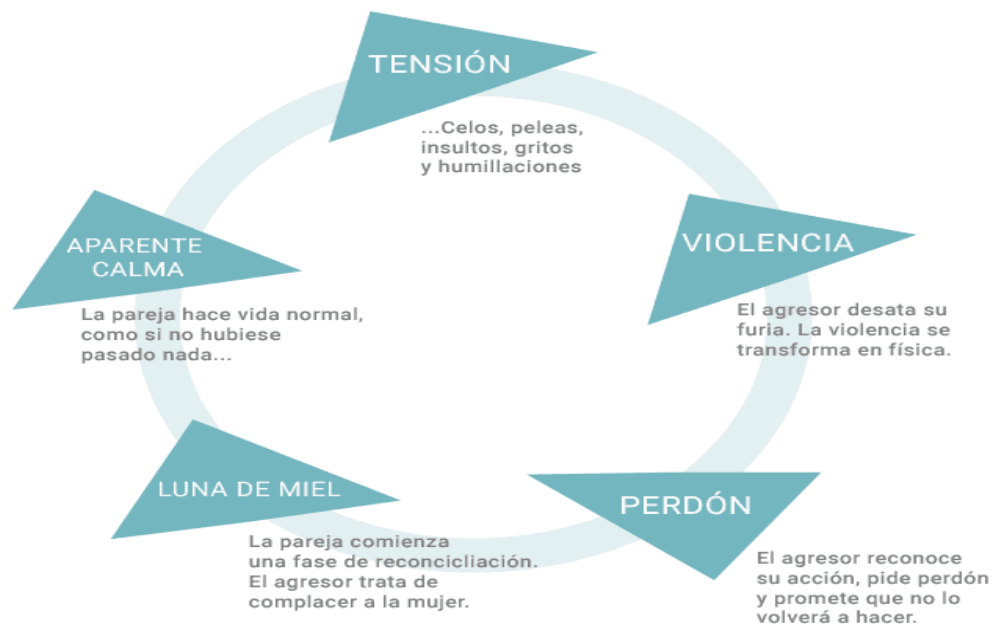 TENSIÓN
...Celos, peleas,
insultos, gritos
y humillaciones
VIOLENCIA
El agresor desata su
furia. La violencia se
transforma en física.
PERDÓN
El agresor reconoce
su acción, pide perdón
y promete que no lo
volverá a hacer.
LUNA DE MIEL
La pareja comienza
una fase de reconcicliación.
El agresor trata de
complacer a la mujer.
APARENTE
CALMA
La pareja hace vida normal,
como si no hubiese
pasado nada...